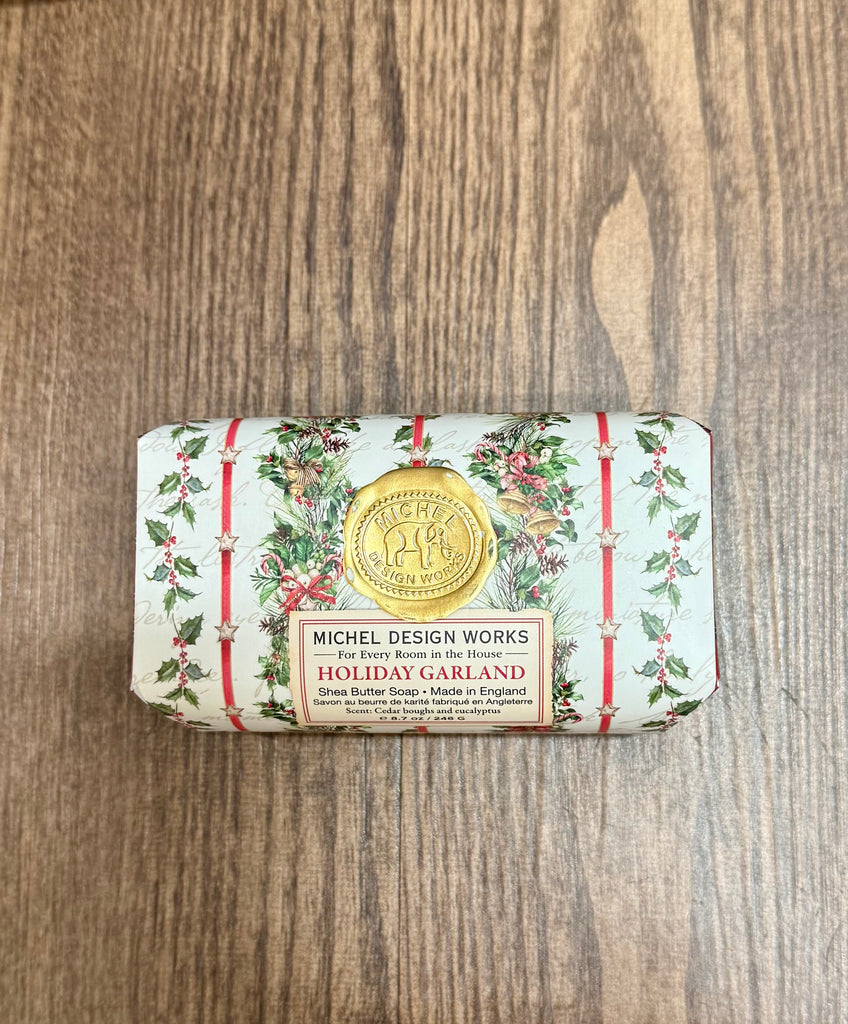 MICHEL
DESIGN WORKS
MICHEL DESIGN WORKS
For Every Room in the House
HOLIDAY GARLAND
Shea Butter Soap • Made in England
Savon au beurre de karité fabriqué en Angleterre
Scent: Cedar boughs and eucalyptus
℮ 8.7 oz / 246 G